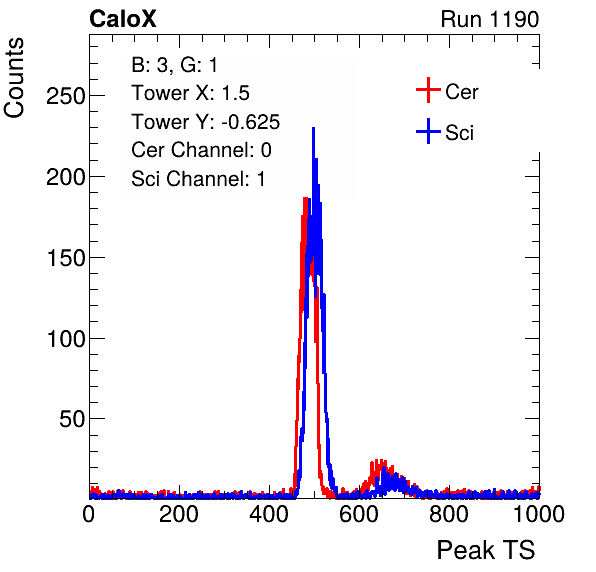 CaloX Run 1190
Counts
B: 3, G: 1
Tower X: 1.5
Tower Y: -0.625
Cer Channel: 0
Sci Channel: 1
Cer
Sci
250
200
150
100
50
0 200 400 600 800 1000
Peak TS